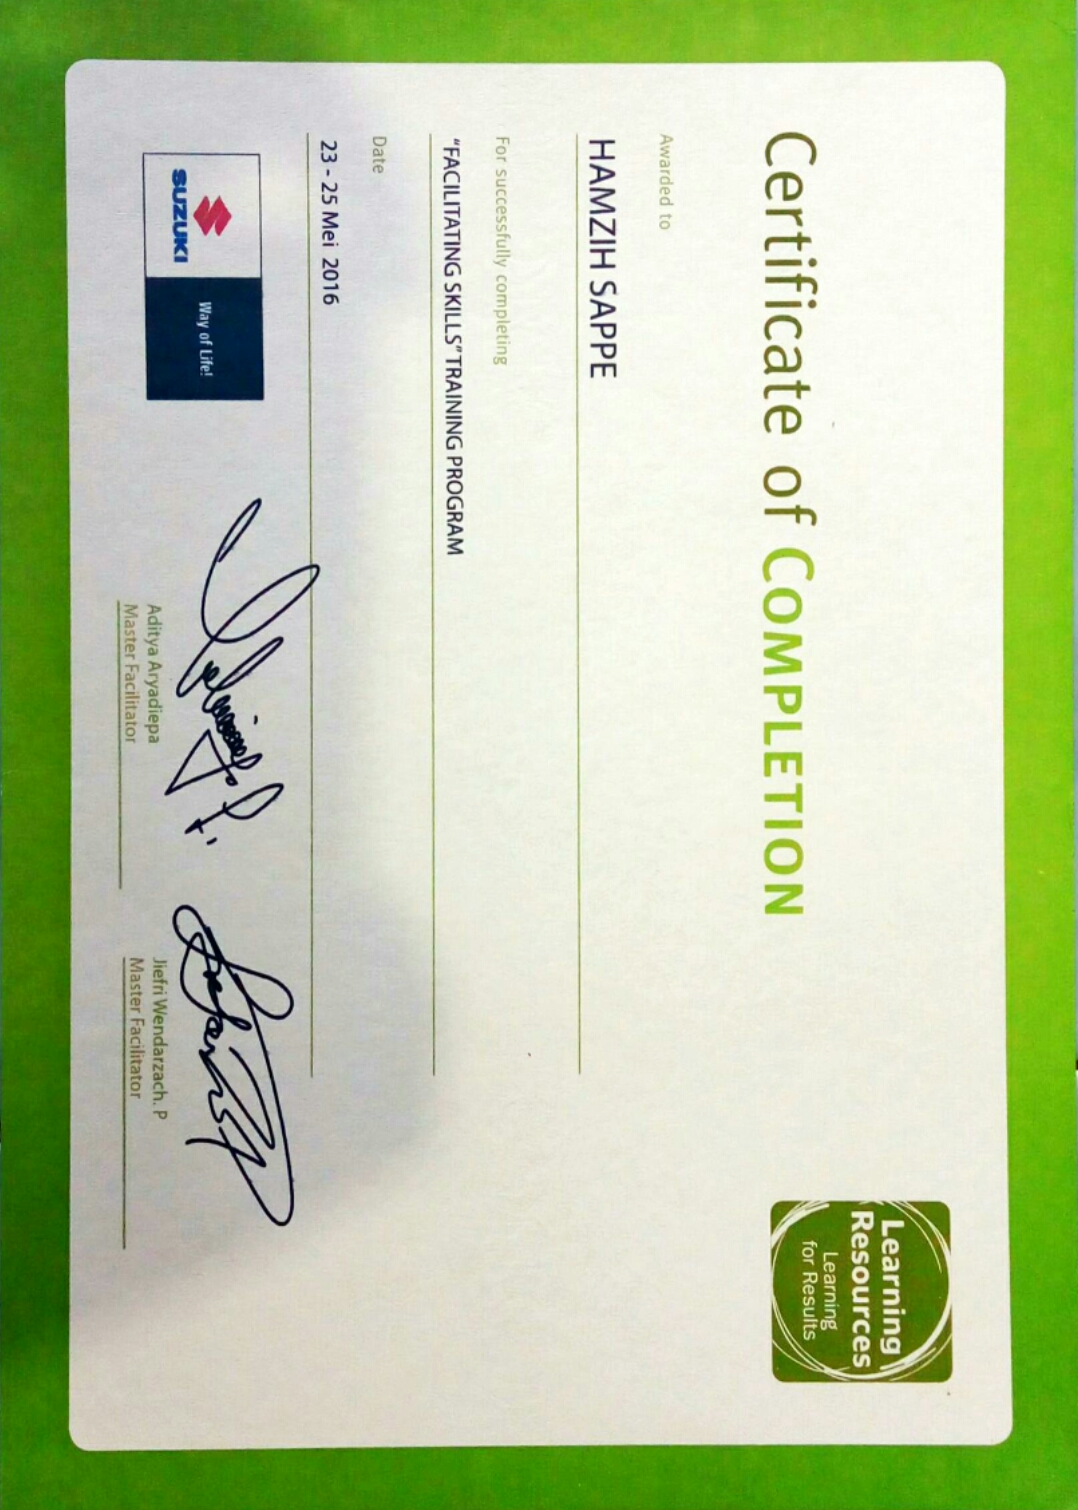 Certificate of COMPLETION
Learning
Resources
Learning
for Results
Awarded to
HAMZIH SAPPE
For successfully completing
"FACILITATING SKILLS" TRAINING PROGRAM
Date
23 - 25 Mei 2016
SUZUKI
Way of Life!
Aditya Aryadiepa
Master Facilitator
Jiefri Wendarzach. P
Master Facilitator